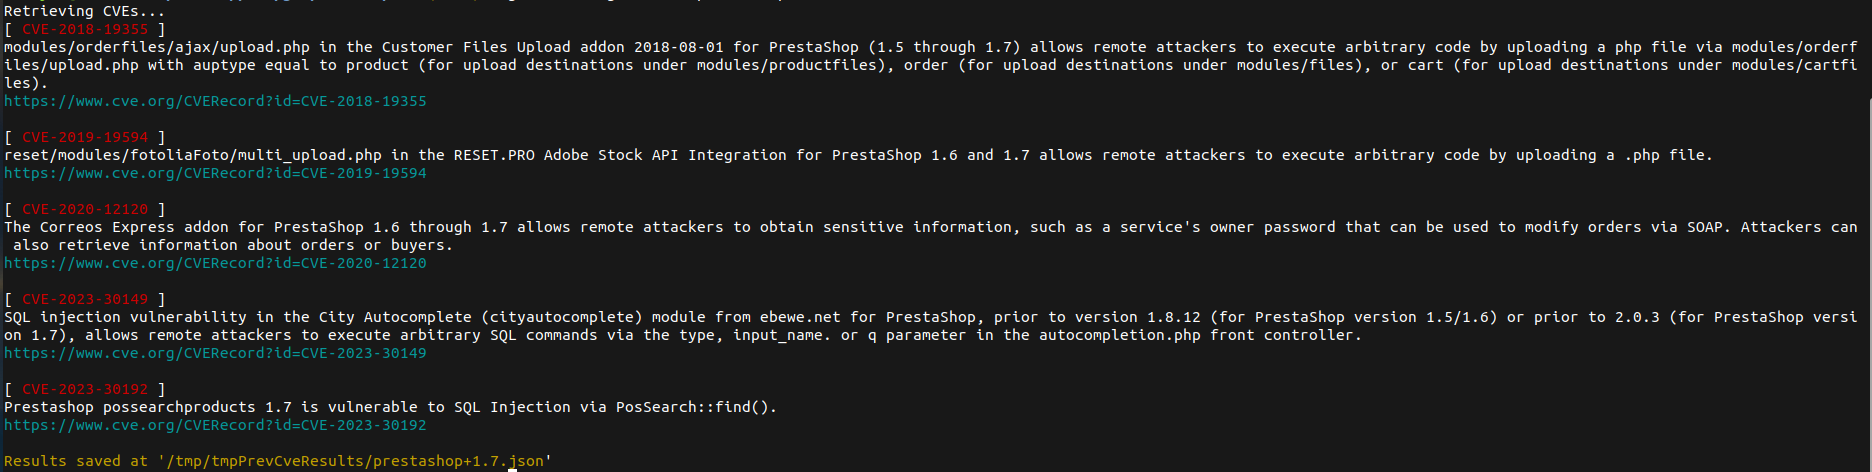 Retrieving CVEs...
[ CVE-2018-19355 ]
modules/orderfiles/ajax/upload.php in the Customer Files Upload addon 2018-08-01 for PrestaShop (1.5 through 1.7) allows remote attackers to execute arbitrary code by uploading a php file via modules/orderf
iles/upload.php with auptype equal to product (for upload destinations under modules/productfiles), order (for upload destinations under modules/files), or cart (for upload destinations under modules/cartfi
les).
https://www.cve.org/CVERecord?id=CVE-2018-19355
[ CVE-2019-19594 ]
reset/modules/fotoliaFoto/multi_upload.php in the RESET.PRO Adobe Stock API Integration for PrestaShop 1.6 and 1.7 allows remote attackers to execute arbitrary code by uploading a .php file.
https://www.cve.org/CVERecord?id=CVE-2019-19594
[ CVE-2020-12120 ]
The Correos Express addon for PrestaShop 1.6 through 1.7 allows remote attackers to obtain sensitive information, such as a service's owner password that can be used to modify orders via SOAP. Attackers can
also retrieve information about orders or buyers.
https://www.cve.org/CVERecord?id=CVE-2020-12120
[ CVE-2023-30149 ]
SQL injection vulnerability in the City Autocomplete (cityautocomplete) module from ebewe.net for PrestaShop, prior to version 1.8.12 (for PrestaShop version 1.5/1.6) or prior to 2.0.3 (for PrestaShop versi
on 1.7), allows remote attackers to execute arbitrary SQL commands via the type, input_name. or q parameter in the autocompletion.php front controller.
https://www.cve.org/CVERecord?id=CVE-2023-30149
[ CVE-2023-30192 ]
Prestashop possearchproducts 1.7 is vulnerable to SQL Injection via PosSearch::find().
https://www.cve.org/CVERecord?id=CVE-2023-30192
Results saved at '/tmp/tmpPrevCveResults/prestashop+1.7.json'